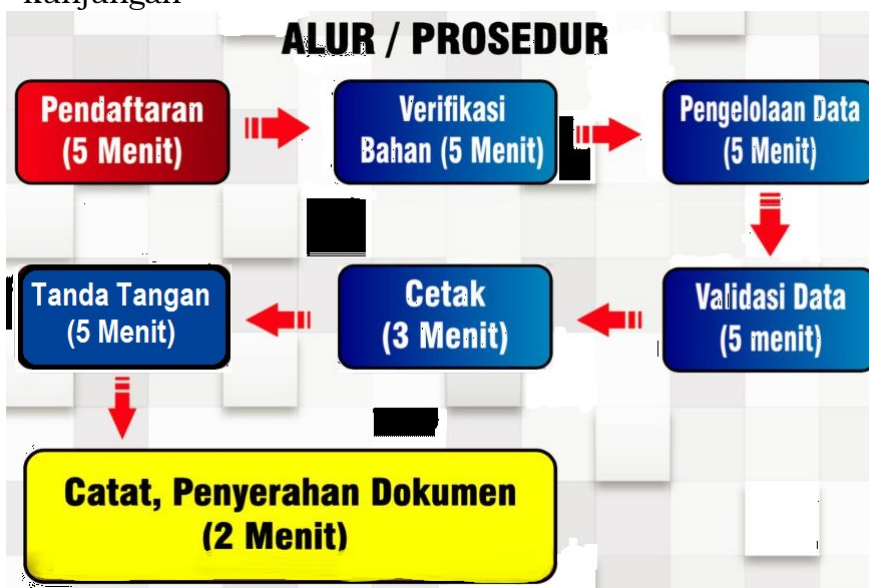 ALUR / PROSEDUR
Pendaftaran
(5 Menit)
Verifikasi
Bahan (5 Menit)
Pengelolaan Data
(5 Menit)
Validasi Data
(5 menit)
Cetak
(3 Menit)
Tanda Tangan
(5 Menit)
Catat, Penyerahan Dokumen
(2 Menit)